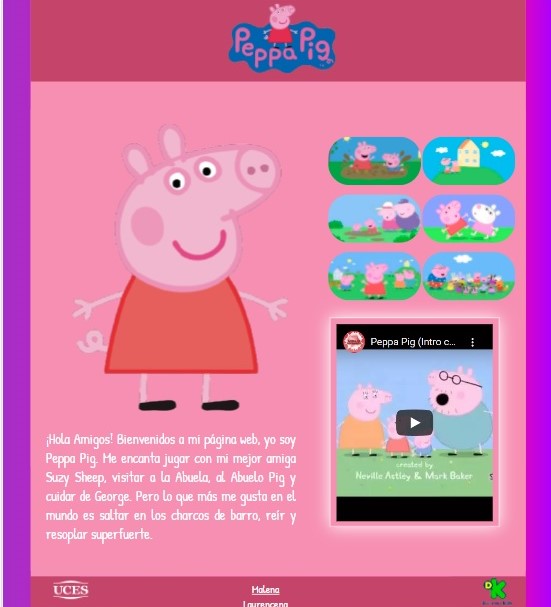 Peppa Pig
Peppa Pig (Intro c...
created by
Neville Astley & Mark Baker
¡Hola Amigos! Bienvenidos a mi página web, yo soy
Peppa Pig. Me encanta jugar con mi mejor amiga
Suzy Sheep, visitar a la Abuela, al Abuelo Pig y
cuidar de George. Pero lo que más me gusta en el
mundo es saltar en los charcos de barro, reír y
resoplar superfuerte.
UCES
Malena
Laurencena
DK